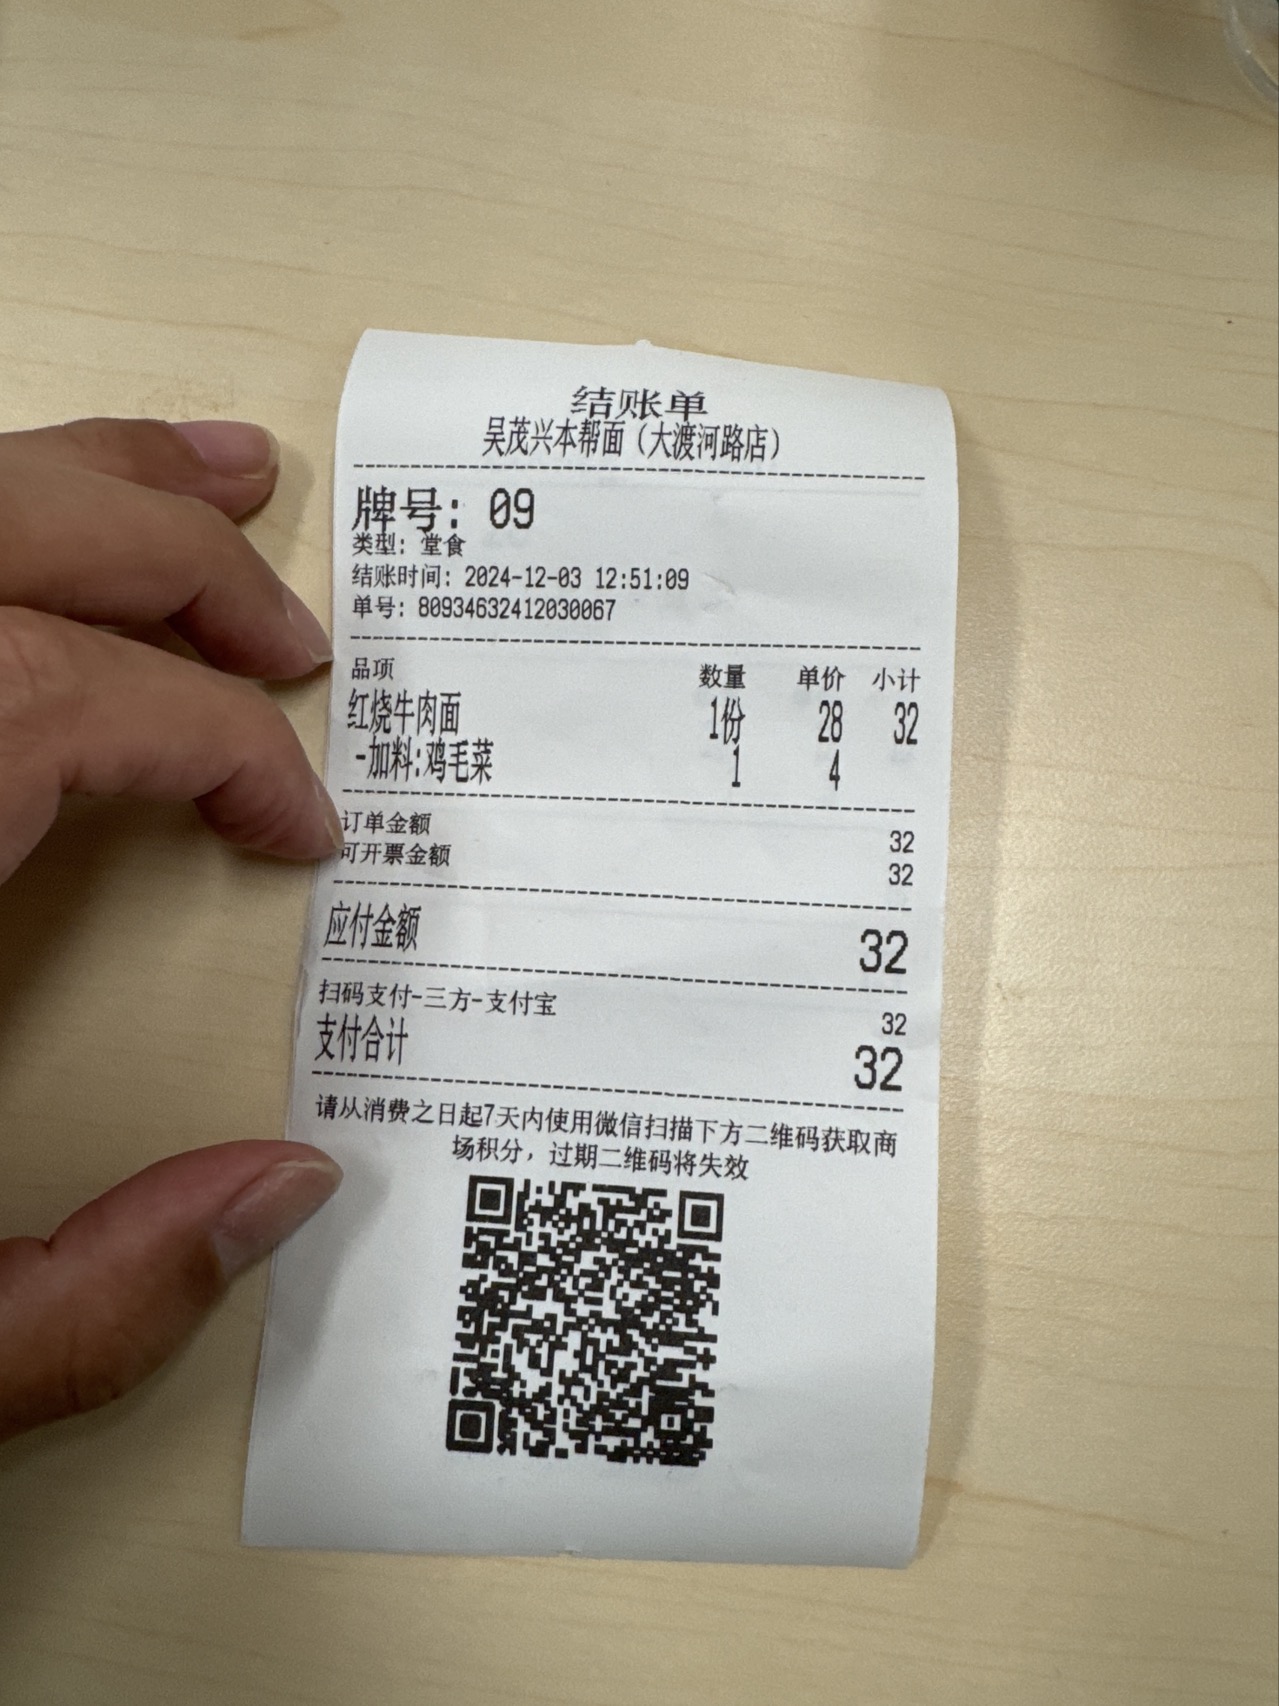 结账单
吴茂兴本帮面（大渡河路店）
牌号：09
类型：堂食
结账时间：2024-12-03 12:51:09
单号：80934632412030067
品项 数量 单价 小计
红烧牛肉面 1份 28 32
-加料:鸡毛菜 1 4
订单金额 32
可开票金额 32
应付金额 32
扫码支付-三方-支付宝 32
支付合计 32
请从消费之日起7天内使用微信扫描下方二维码获取商
场积分，过期二维码将失效